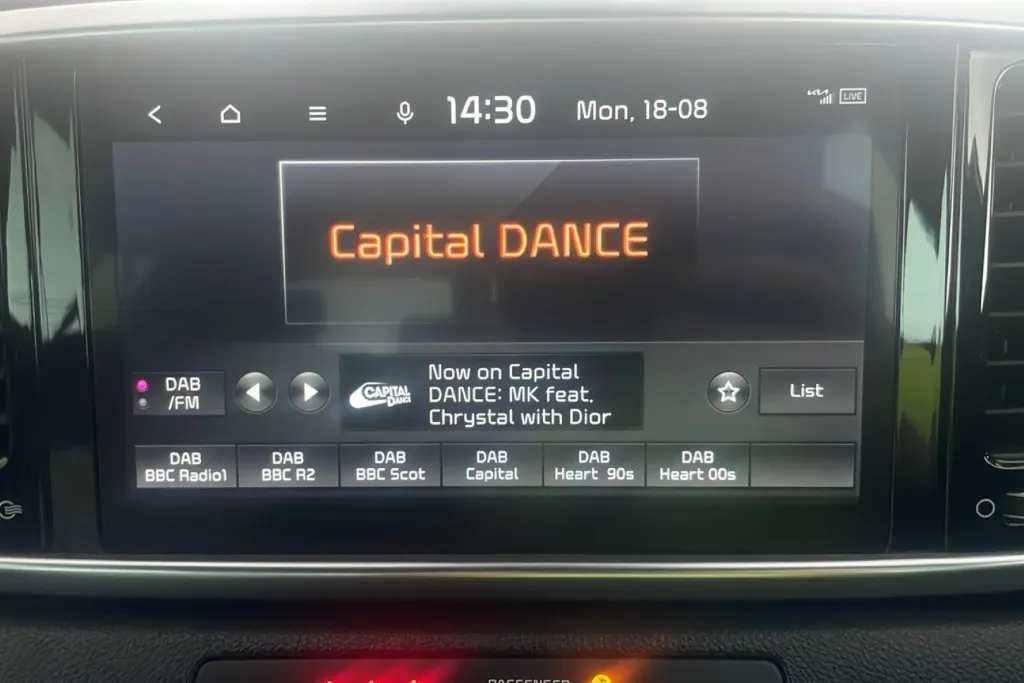 14:30 Mon, 18-08 LIVE
Capital DANCE
DAB
/FM
CAPITAL
DANCE
Now on Capital
DANCE: MK feat.
Chrystal with Dior
List
DAB
BBC Radio1
DAB
BBC R2
DAB
BBC Scot
DAB
Capital
DAB
Heart 90s
DAB
Heart 00s
PASSENGER